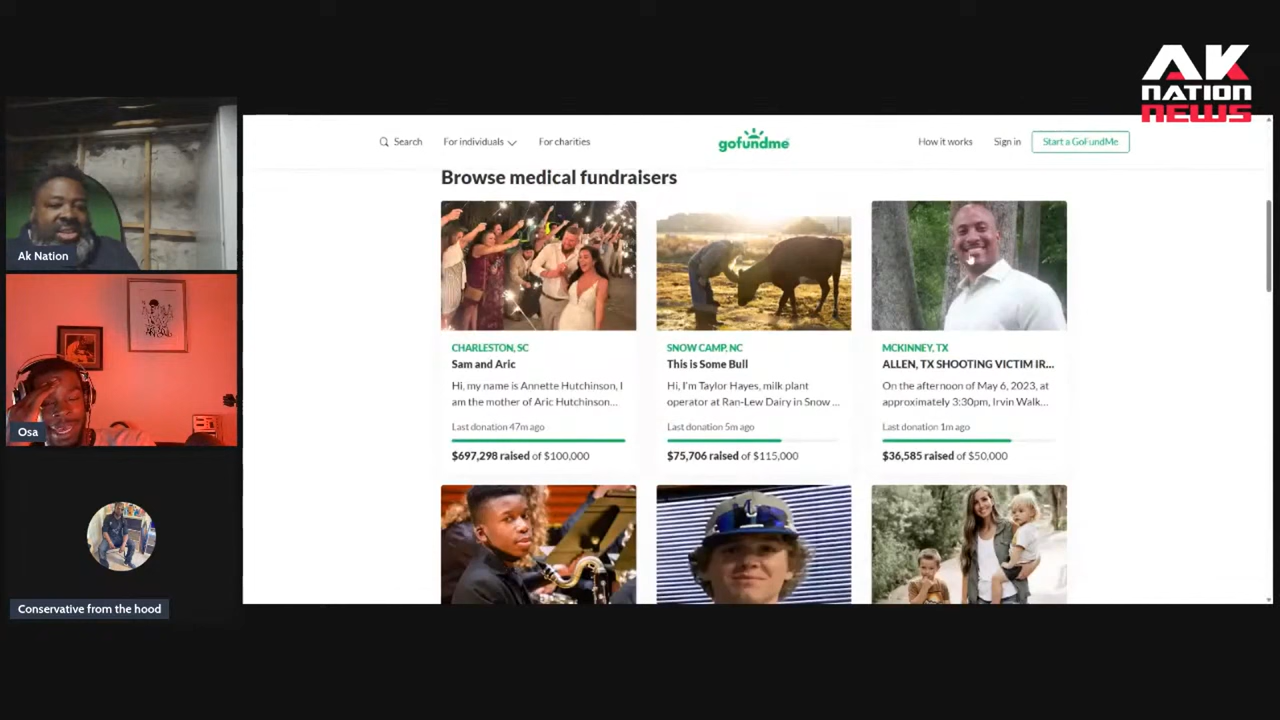 AK
NATION
NEWS
Search
For individuals
For charities
gofundme
How it works
Sign in
Start a GoFundMe
Browse medical fundraisers
CHARLESTON, SC
Sam and Aric
Hi, my name is Annette Hutchinson, I
am the mother of Aric Hutchinson...
Last donation 47m ago
$697,298 raised of $100,000
SNOW CAMP, NC
This is Some Bull
Hi, I'm Taylor Hayes, milk plant
operator at Ran-Lew Dairy in Snow ...
Last donation 5m ago
$75,706 raised of $115,000
MCKINNEY, TX
ALLEN, TX SHOOTING VICTIM IR...
On the afternoon of May 6, 2023, at
approximately 3:30pm, Irvin Walk...
Last donation 1m ago
$36,585 raised of $50,000
Ak Nation
Osa
Conservative from the hood